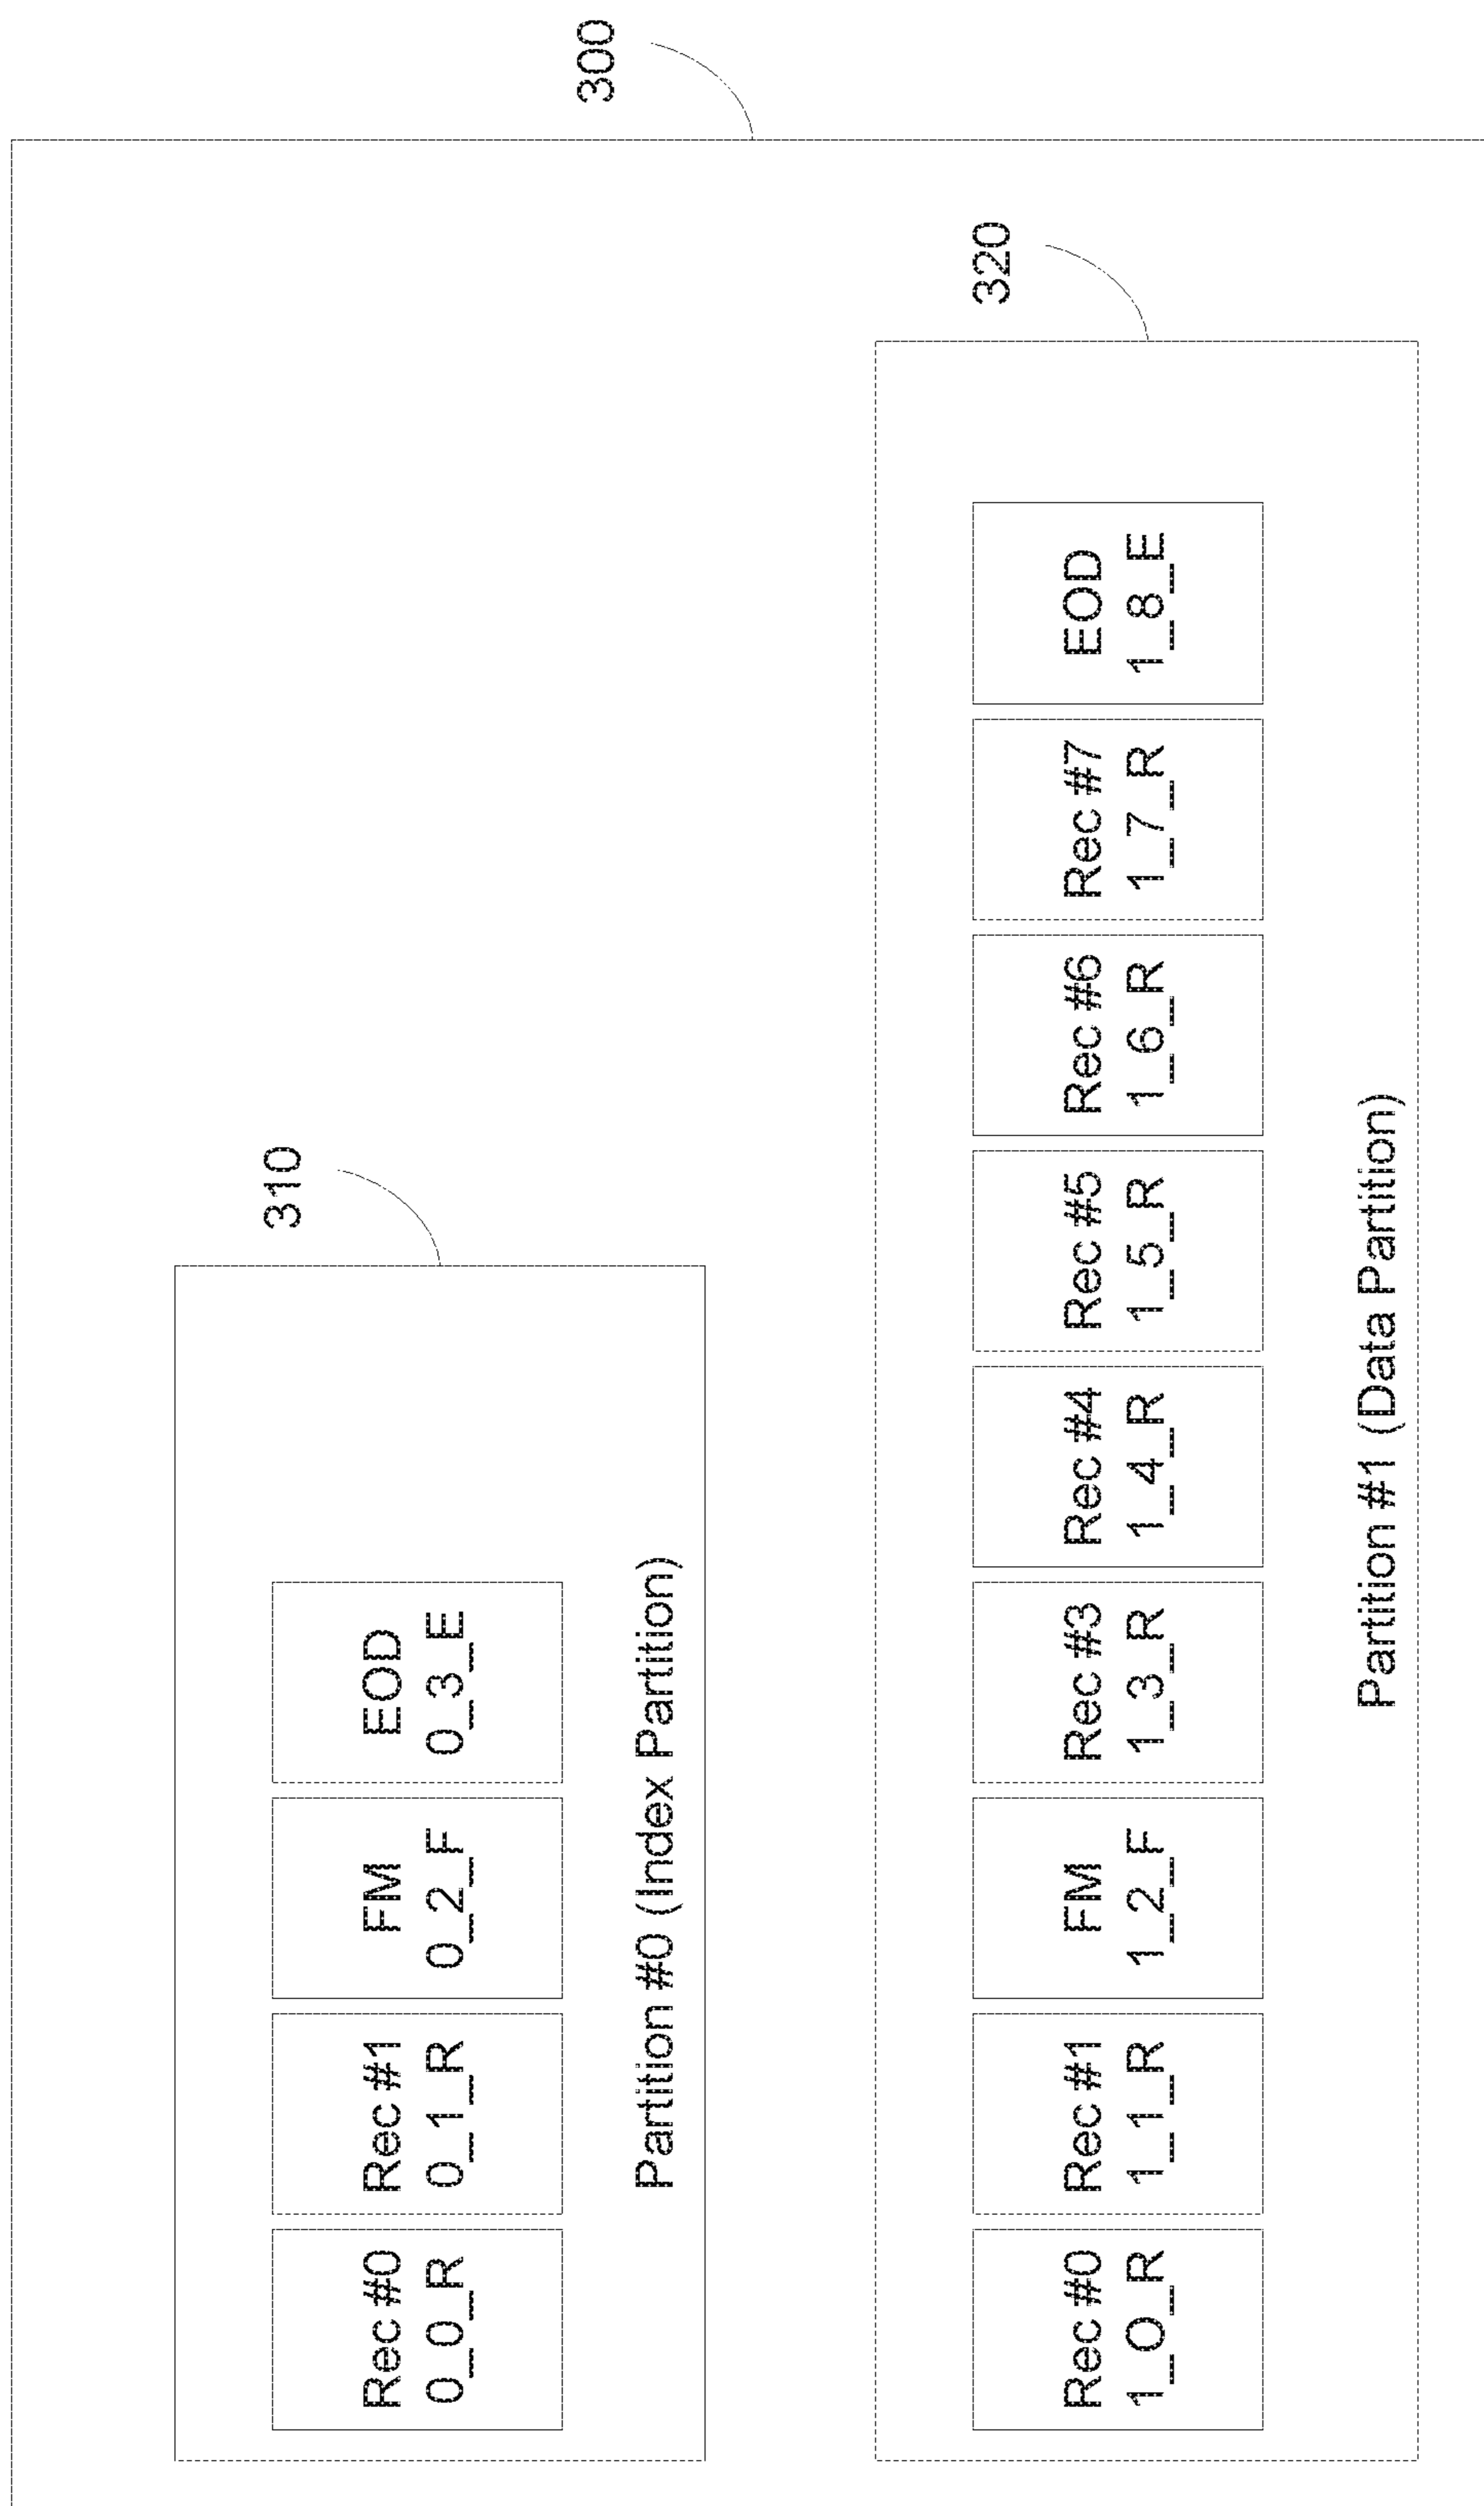 300
310
Rec #0
0_0_R
Rec #1
0_1_R
FM
0_2_F
EOD
0_3_E
Partition #0 (Index Partition)
320
Rec #0
1_O_R
Rec #1
1_1_R
FM
1_2_F
Rec #3
1_3_R
Rec #4
1_4_R
Rec #5
1_5_R
Rec #6
1_6_R
Rec #7
1_7_R
EOD
1_8_E
Partition #1 (Data Partition)